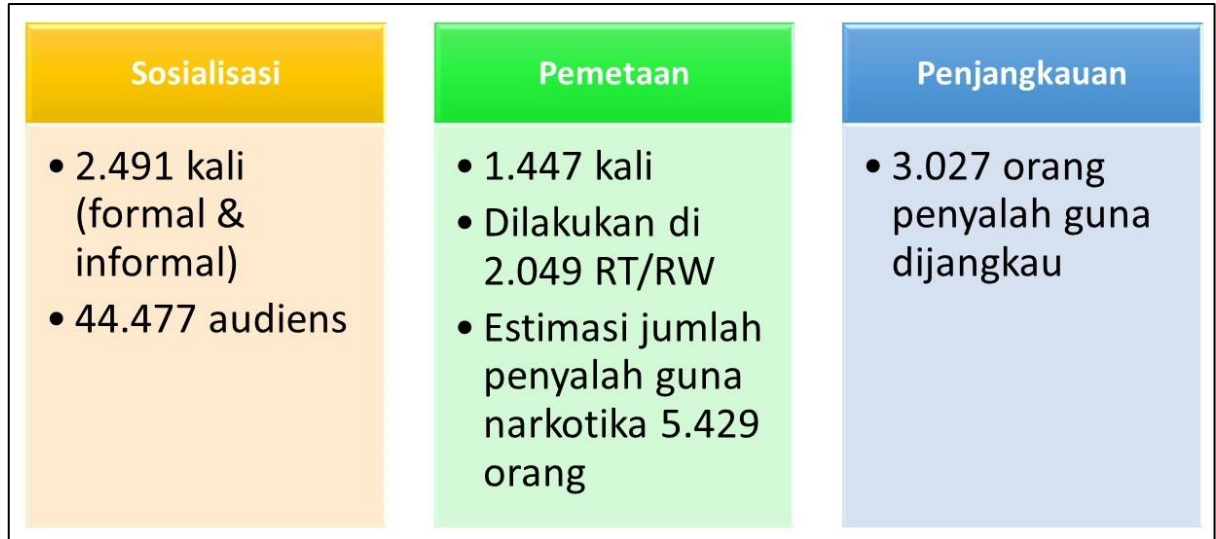 Sosialisasi
• 2.491 kali
(formal &
informal)
• 44.477 audiens
Pemetaan
• 1.447 kali
• Dilakukan di
2.049 RT/RW
• Estimasi jumlah
penyalah guna
narkotika 5.429
orang
Penjangkauan
• 3.027 orang
penyalah guna
dijangkau